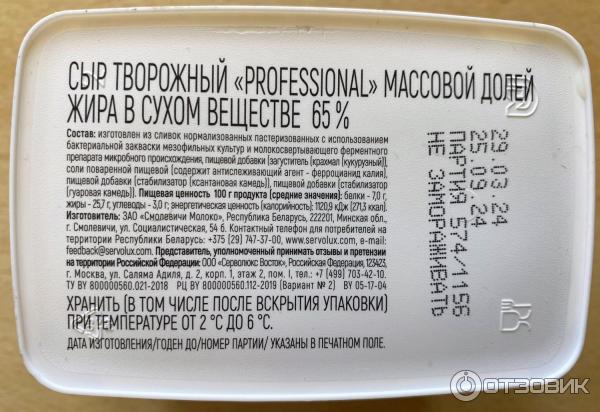 СЫР ТВОРОЖНЫЙ «PROFESSIONAL» МАССОВОЙ ДОЛЕЙ
ЖИРА В СУХОМ ВЕЩЕСТВЕ 65 %
Состав: изготовлен из сливок нормализованных пастеризованных с использованием
бактериальной закваски мезофильных культур и молокосвертывающего ферментного
препарата микробного происхождения, пищевой добавки (загуститель (крахмал (кукурузный)),
соли поваренной пищевой (содержит антислеживающий агент - ферроцианид калия),
пищевой добавки (стабилизатор (ксантановая камедь)), пищевой добавки (стабилизатор
(гуаровая камедь)). Пищевая ценность 100 г продукта (средние значения): белки - 7,0 г,
жиры - 25,7 г, углеводы - 3,0 г; энергетическая ценность (калорийность): 1120,9 кДж (271,3 ккал).
Изготовитель: ЗАО «Смолевичи Молоко», Республика Беларусь, 222201, Минская обл.,
г. Смолевичи, ул. Социалистическая, 54 б. Контактный телефон для потребителей на
территории Республики Беларусь: +375 (29) 747-37-00, www.servolux.com, e-mail:
feedback@servolux.com. Представитель, уполномоченный принимать отзывы и претензии
на территории Российской Федерации: ООО «Серволюкс Восток», Российская Федерация, 123423,
г. Москва, ул. Саляма Адиля, д. 2, корп. 1, этаж 2, пом. I, тел.: +7 (499) 703-42-10.
ТУ BY 800000560.021-2018 РЦ BY 800000560.112-2019 (Вариант № 2) BY 05-17-04
ХРАНИТЬ (В ТОМ ЧИСЛЕ ПОСЛЕ ВСКРЫТИЯ УПАКОВКИ)
ПРИ ТЕМПЕРАТУРЕ ОТ 2 °C ДО 6 °C.
ДАТА ИЗГОТОВЛЕНИЯ/ГОДЕН ДО/НОМЕР ПАРТИИ/ УКАЗАНЫ В ПЕЧАТНОМ ПОЛЕ.
29.03.24
25.09.24
ПАРТИЯ 574/1156
НЕ ЗАМОРАЖИВАТЬ
ОТЗОВИК